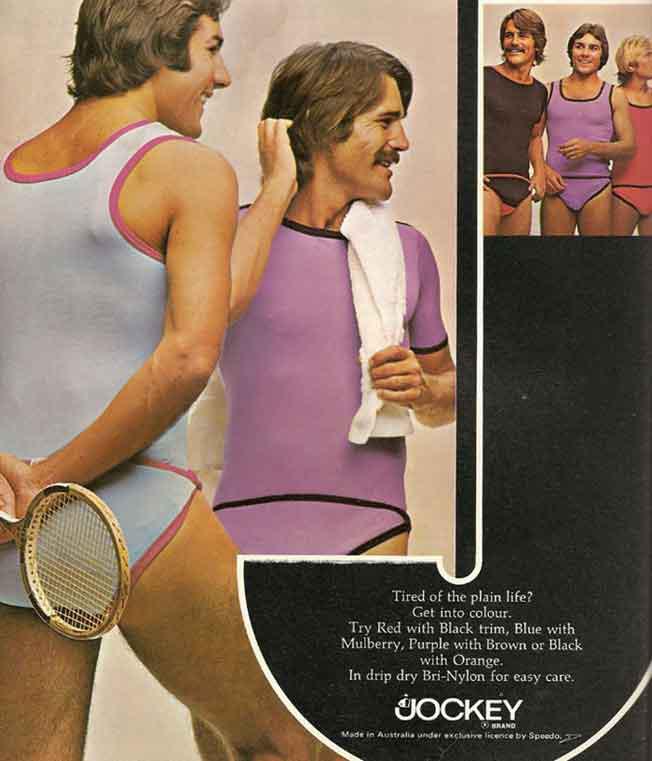 Tired of the plain life?
Get into colour.
Try Red with Black trim, Blue with
Mulberry, Purple with Brown or Black
with Orange.
In drip dry Bri-Nylon for easy care.
JOCKEY
® BRAND
Made in Australia under exclusive licence by Speedo.